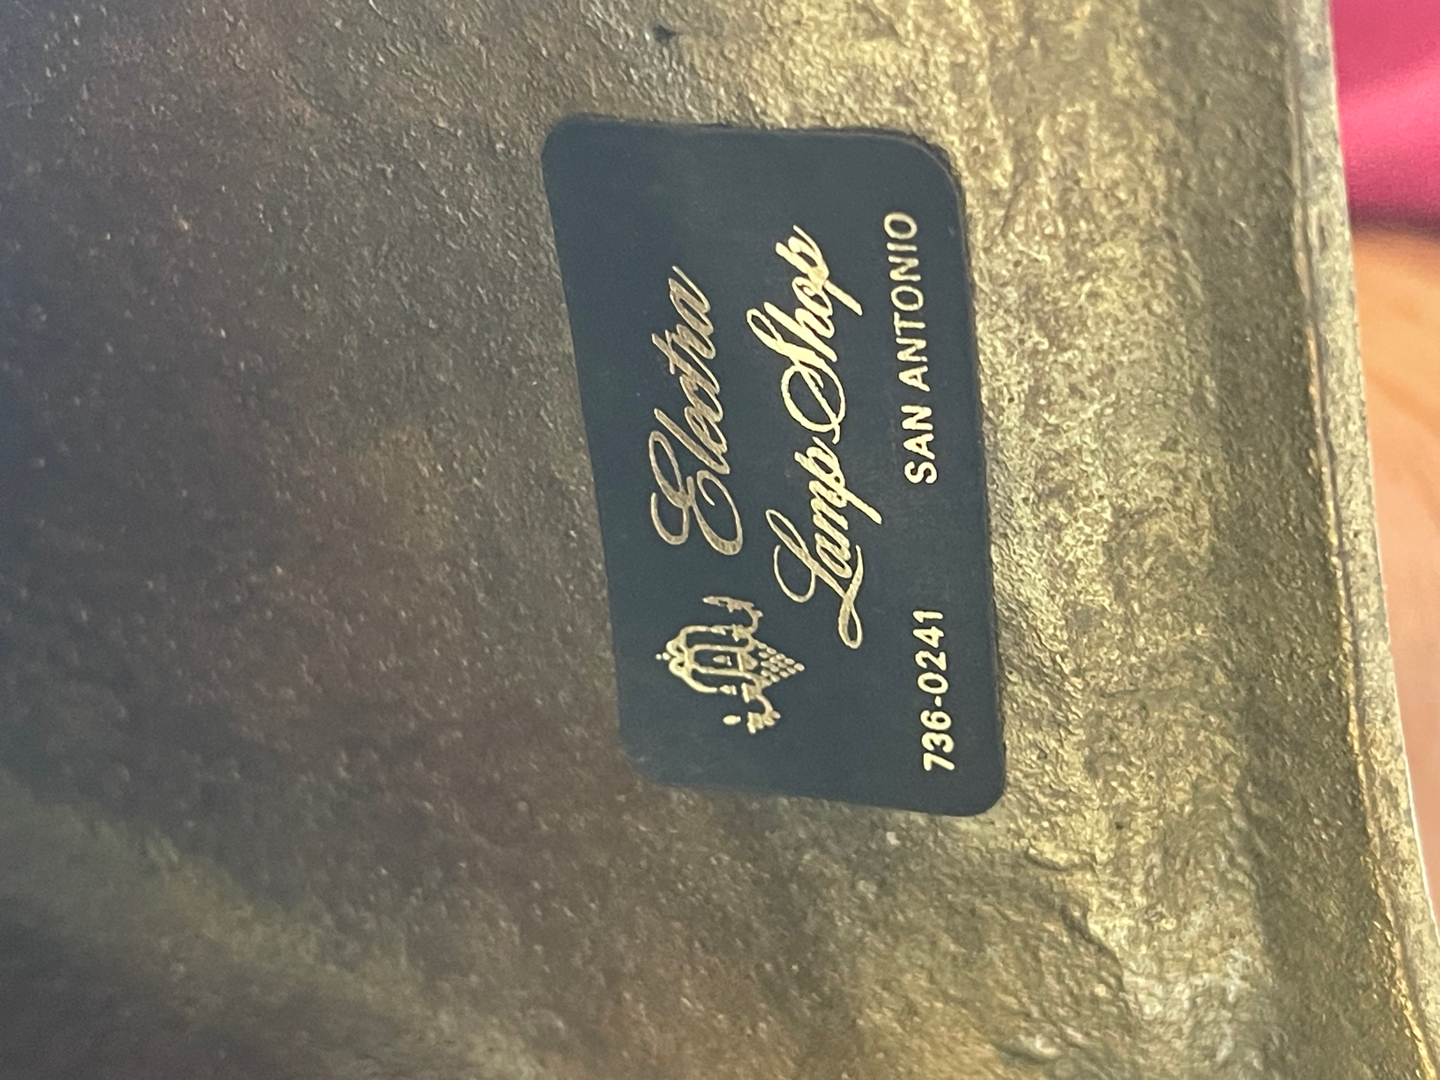 Electra
Lamp Shop
736-0241 SAN ANTONIO